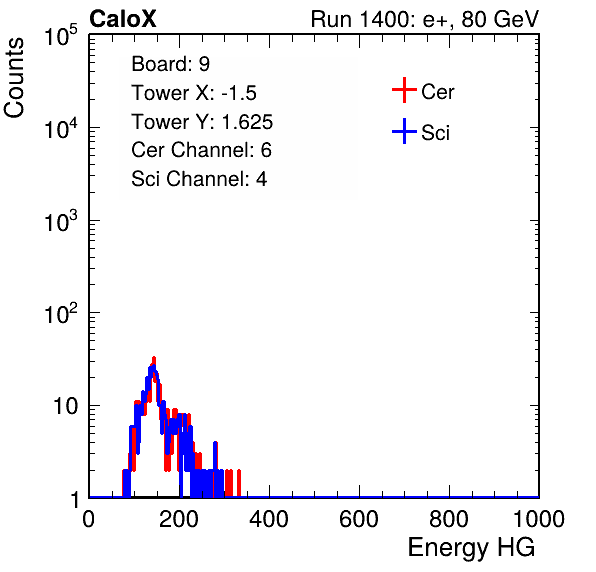 CaloX Run 1400: e+, 80 GeV
Counts
Board: 9
Tower X: -1.5
Tower Y: 1.625
Cer Channel: 6
Sci Channel: 4
Cer
Sci
10^5
10^4
10^3
10^2
10
1
0 200 400 600 800 1000
Energy HG